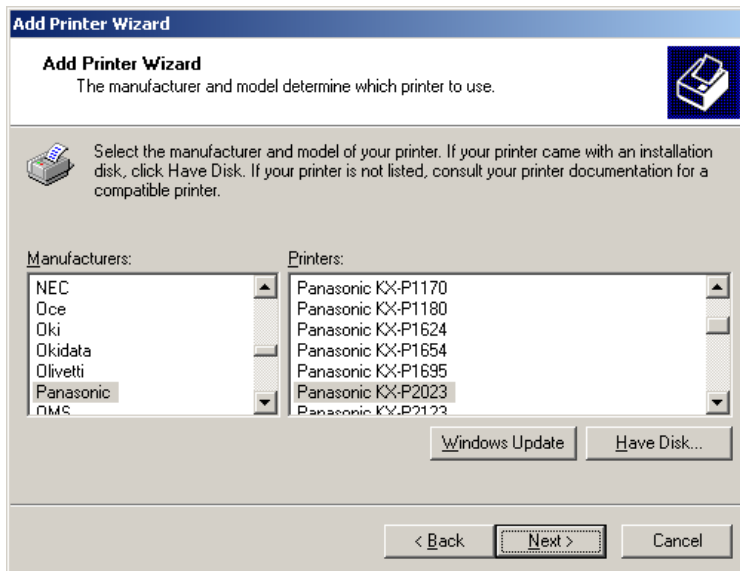 Add Printer Wizard
Add Printer Wizard
The manufacturer and model determine which printer to use.
Select the manufacturer and model of your printer. If your printer came with an installation
disk, click Have Disk. If your printer is not listed, consult your printer documentation for a
compatible printer.
Manufacturers:
NEC
Oce
Oki
Okidata
Olivetti
Panasonic
QMS
Printers:
Panasonic KX-P1170
Panasonic KX-P1180
Panasonic KX-P1624
Panasonic KX-P1654
Panasonic KX-P1695
Panasonic KX-P2023
Panasonic KX-P2123
Windows Update
Have Disk...
< Back
Next >
Cancel